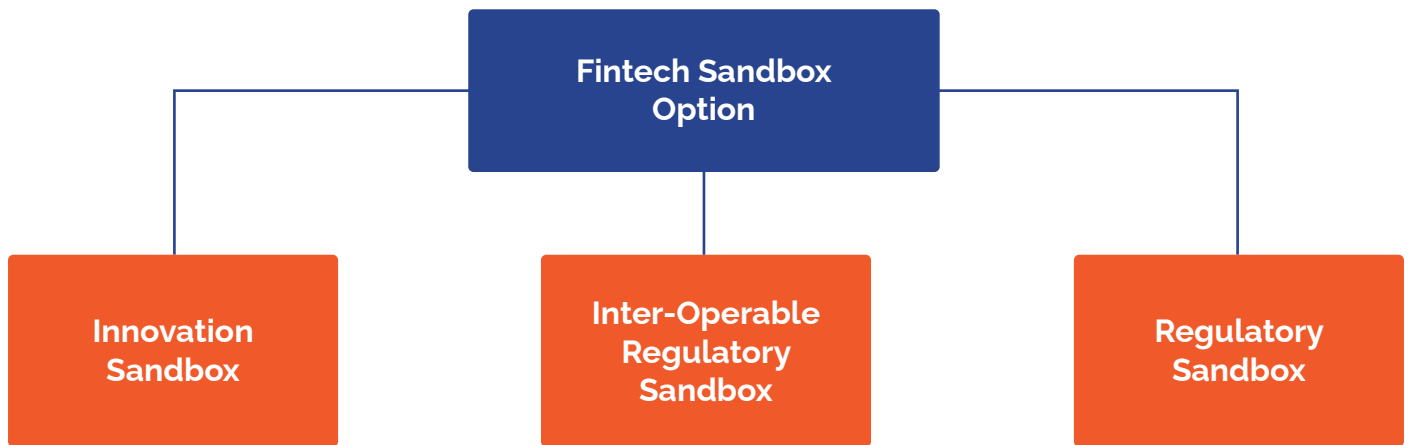 Fintech Sandbox
Option
Innovation
Sandbox
Inter-Operable
Regulatory
Sandbox
Regulatory
Sandbox